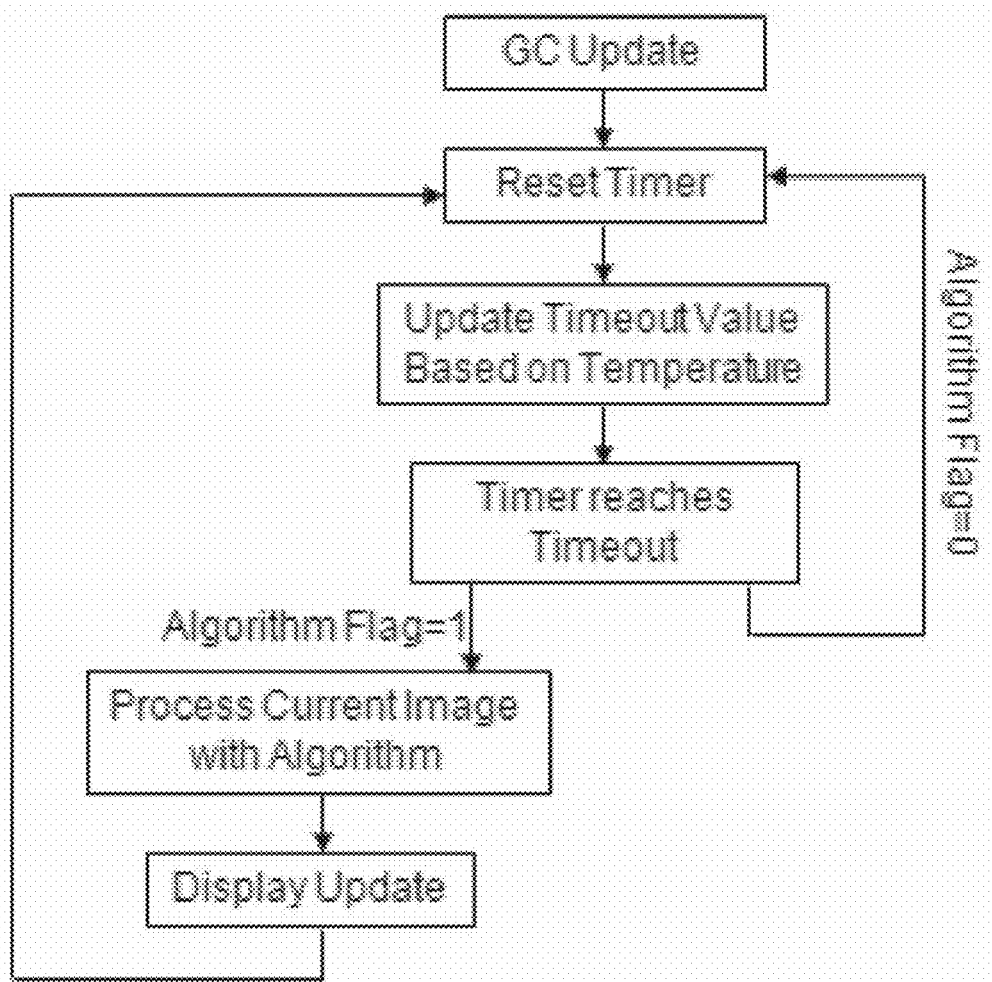 GC Update
Reset Timer
Update Timeout Value
Based on Temperature
Timer reaches
Timeout
Algorithm Flag=0
Algorithm Flag=1
Process Current Image
with Algorithm
Display Update